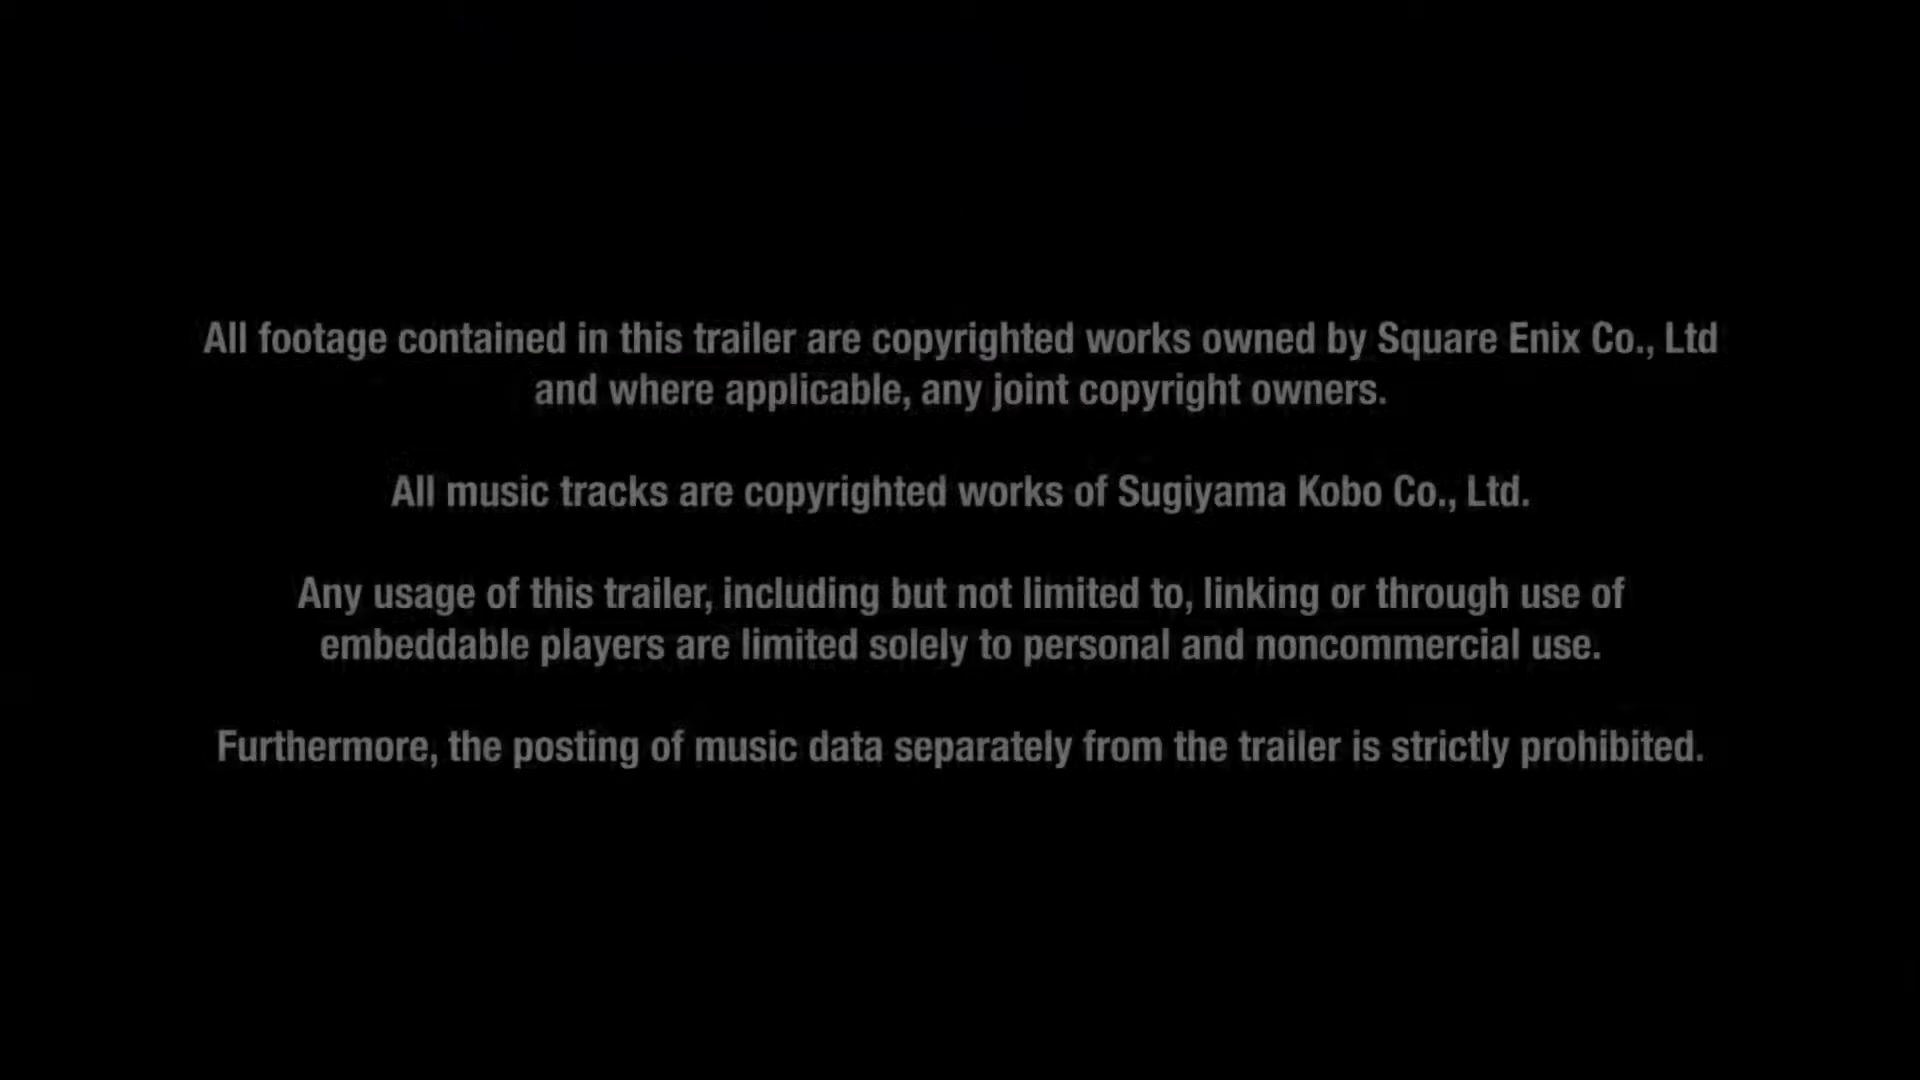 All footage contained in this trailer are copyrighted works owned by Square Enix Co., Ltd
and where applicable, any joint copyright owners.
All music tracks are copyrighted works of Sugiyama Kobo Co., Ltd.
Any usage of this trailer, including but not limited to, linking or through use of
embeddable players are limited solely to personal and noncommercial use.
Furthermore, the posting of music data separately from the trailer is strictly prohibited.